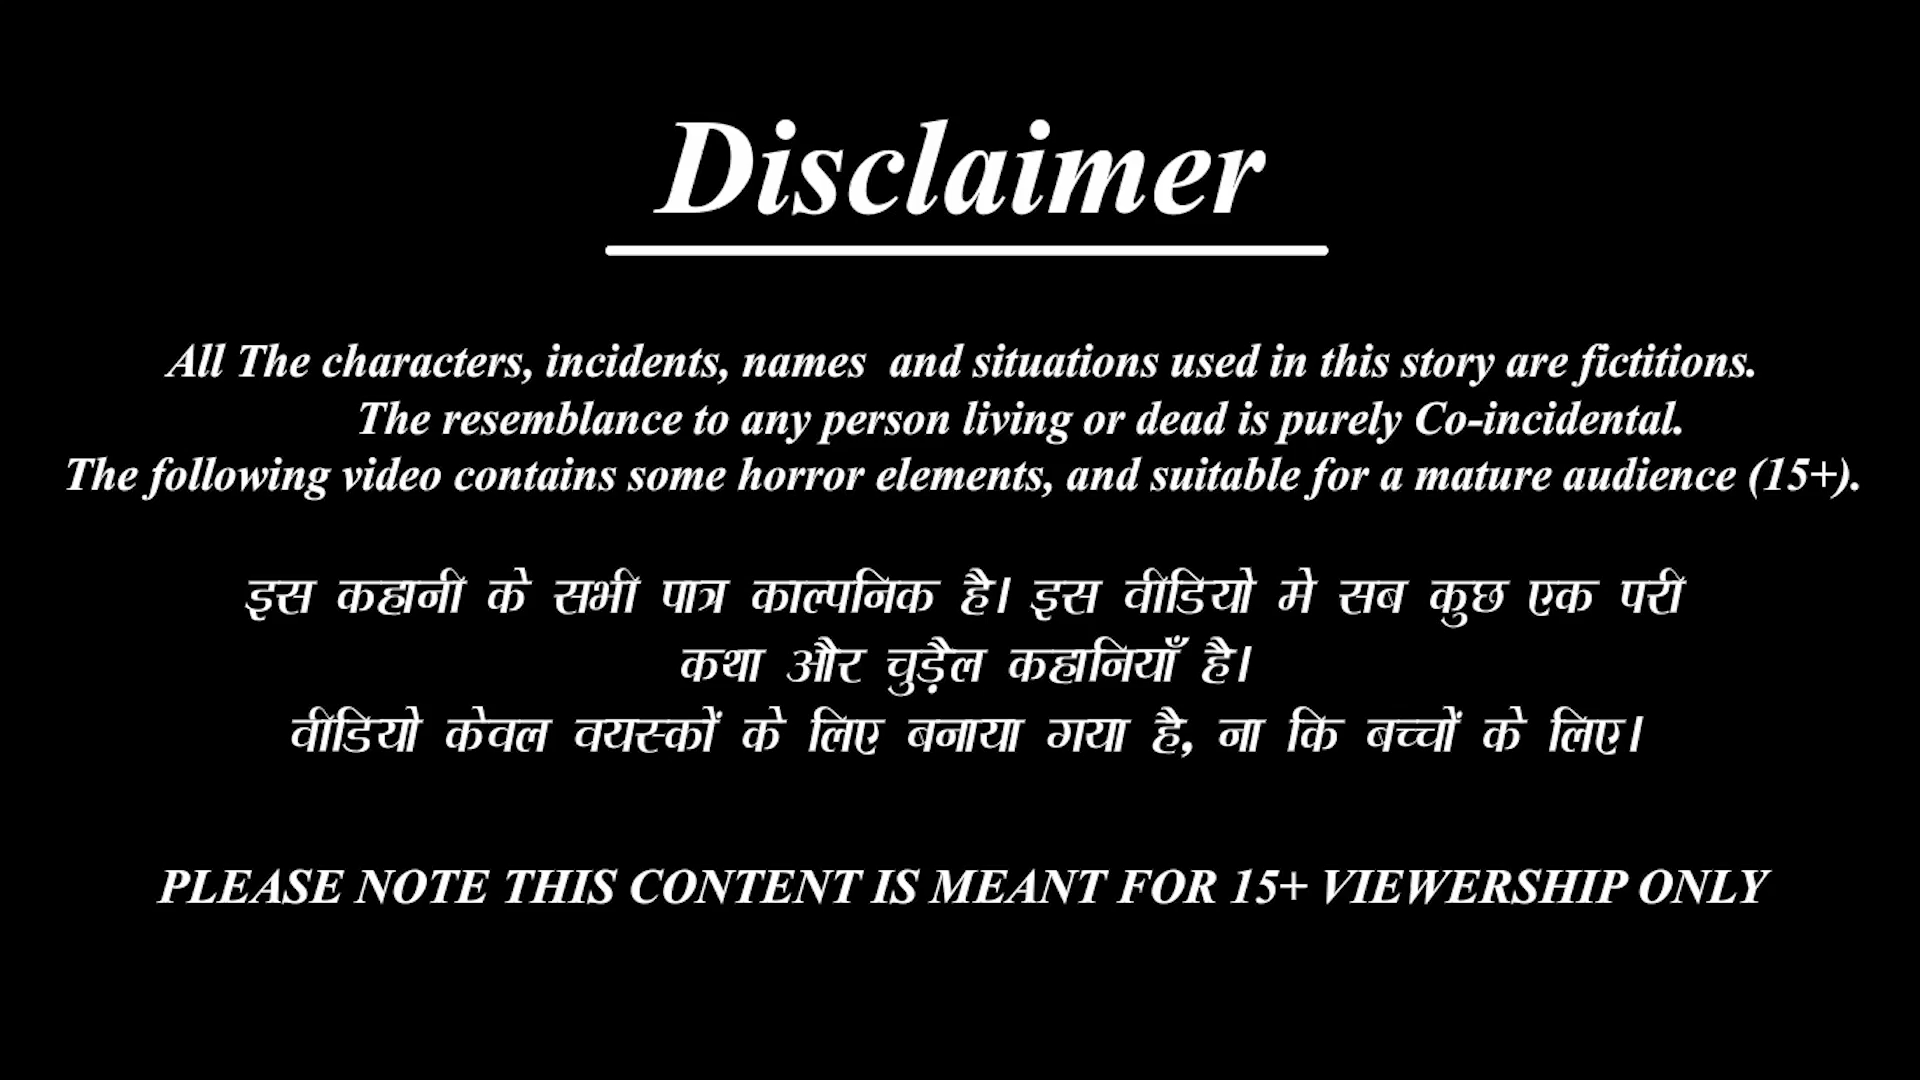 Disclaimer
All The characters, incidents, names and situations used in this story are fictitions.
The resemblance to any person living or dead is purely Co-incidental.
The following video contains some horror elements, and suitable for a mature audience (15+).
इस कहानी के सभी पात्र काल्पनिक है। इस वीडियो मे सब कुछ एक परी
कथा और चुड़ैल कहानियाँ है।
वीडियो केवल वयस्कों के लिए बनाया गया है, ना कि बच्चों के लिए।
PLEASE NOTE THIS CONTENT IS MEANT FOR 15+ VIEWERSHIP ONLY